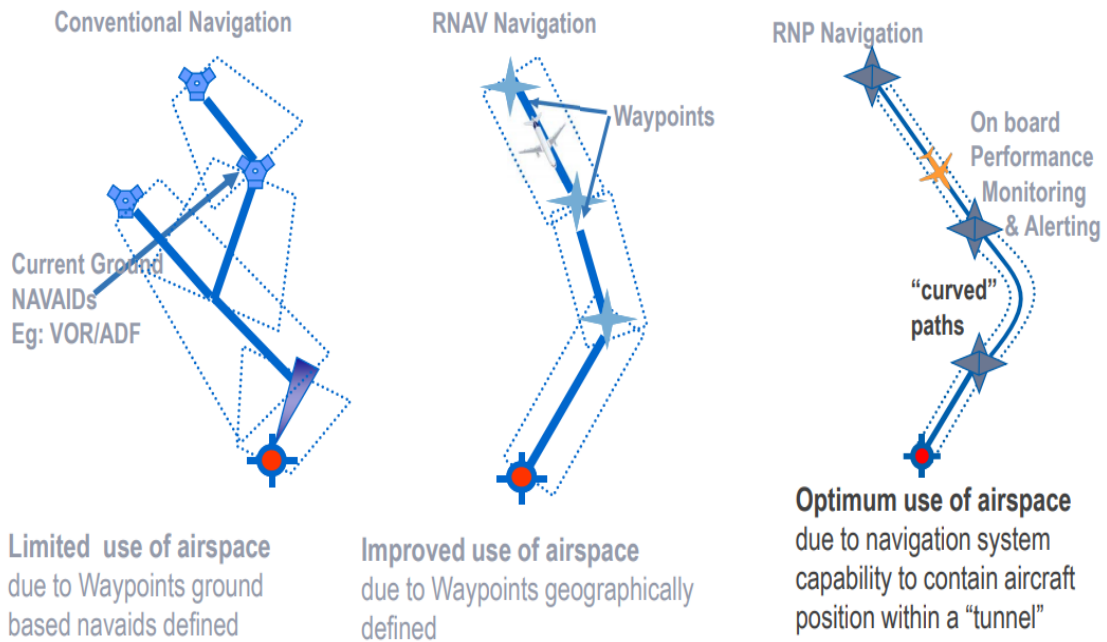 Conventional Navigation
Current Ground
NAVAIDs
Eg: VOR/ADF
Limited use of airspace
due to Waypoints ground
based navaids defined
RNAV Navigation
Waypoints
Improved use of airspace
due to Waypoints geographically
defined
RNP Navigation
On board
Performance
Monitoring
& Alerting
“curved”
paths
Optimum use of airspace
due to navigation system
capability to contain aircraft
position within a “tunnel”